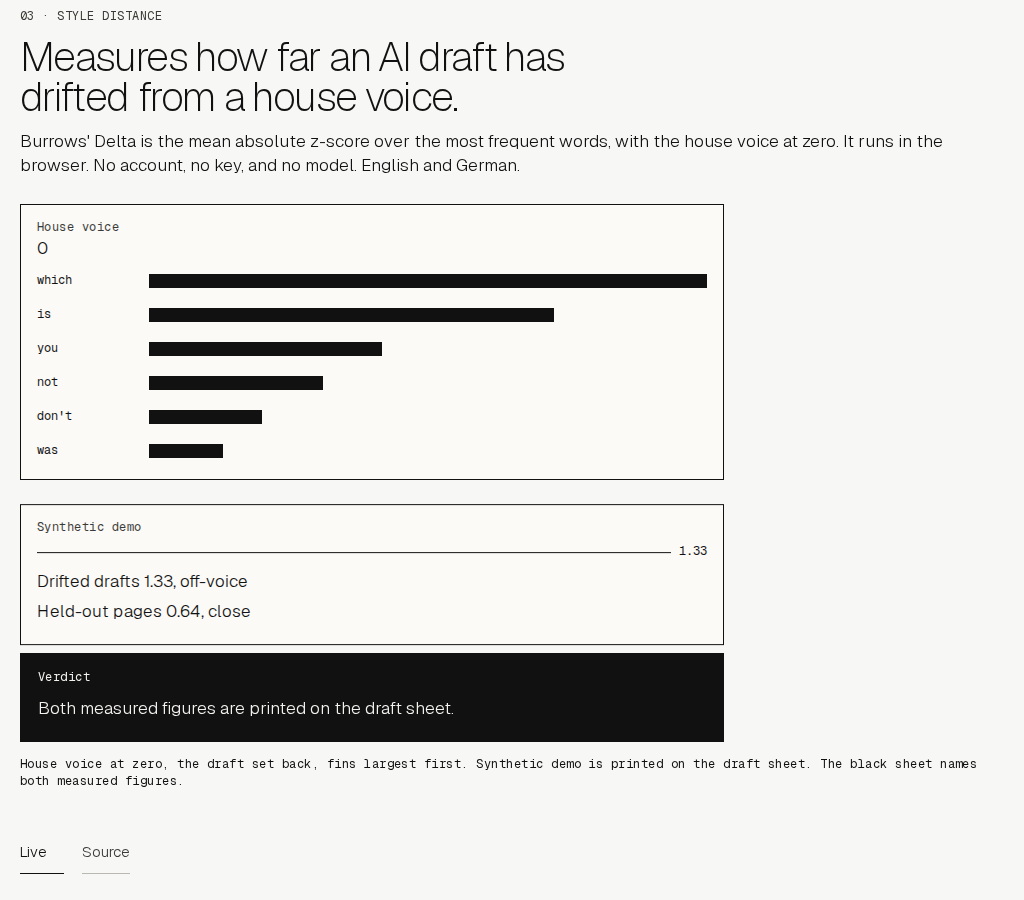 03 · STYLE DISTANCE
Measures how far an AI draft has
drifted from a house voice.
Burrows' Delta is the mean absolute z-score over the most frequent words, with the house voice at zero. It runs in the
browser. No account, no key, and no model. English and German.
House voice
0
which
is
you
not
don't
was
Synthetic demo
1.33
Drifted drafts 1.33, off-voice
Held-out pages 0.64, close
Verdict
Both measured figures are printed on the draft sheet.
House voice at zero, the draft set back, fins largest first. Synthetic demo is printed on the draft sheet. The black sheet names
both measured figures.
Live
Source